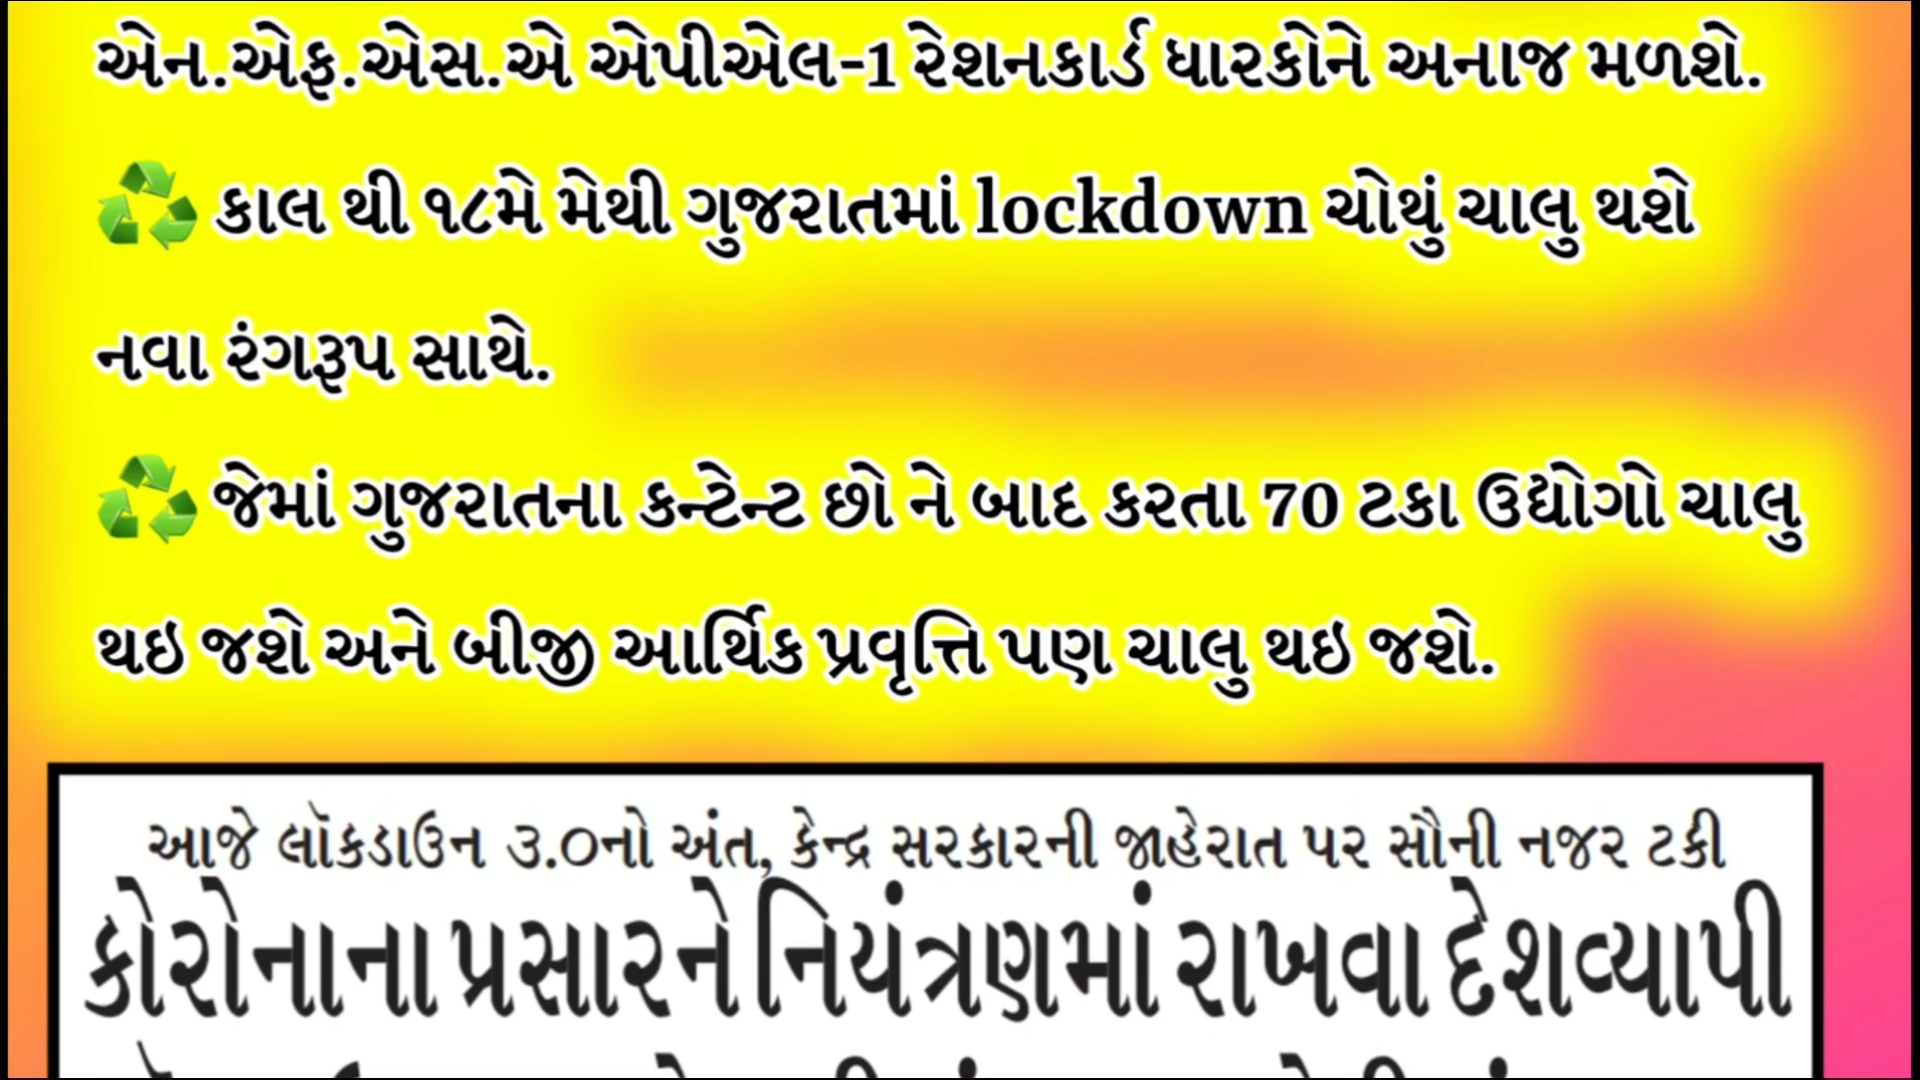 એન.એફ.એસ.એ એપીએલ-1 રેશનકાર્ડ ધારકોને અનાજ મળશે.
♻️ કાલ થી ૧૮મે મેથી ગુજરાતમાં lockdown ચોથું ચાલુ થશે
નવા રંગરૂપ સાથે.
♻️ જેમાં ગુજરાતના કન્ટેન્ટ છો ને બાદ કરતા 70 ટકા ઉદ્યોગો ચાલુ
થઇ જશે અને બીજી આર્થિક પ્રવૃત્તિ પણ ચાલુ થઇ જશે.
આજે લૉકડાઉન ૩.૦નો અંત, કેન્દ્ર સરકારની જાહેરાત પર સૌની નજર ટકી
કોરોનાના પ્રસારને નિયંત્રણમાં રાખવા દેશવ્યાપી